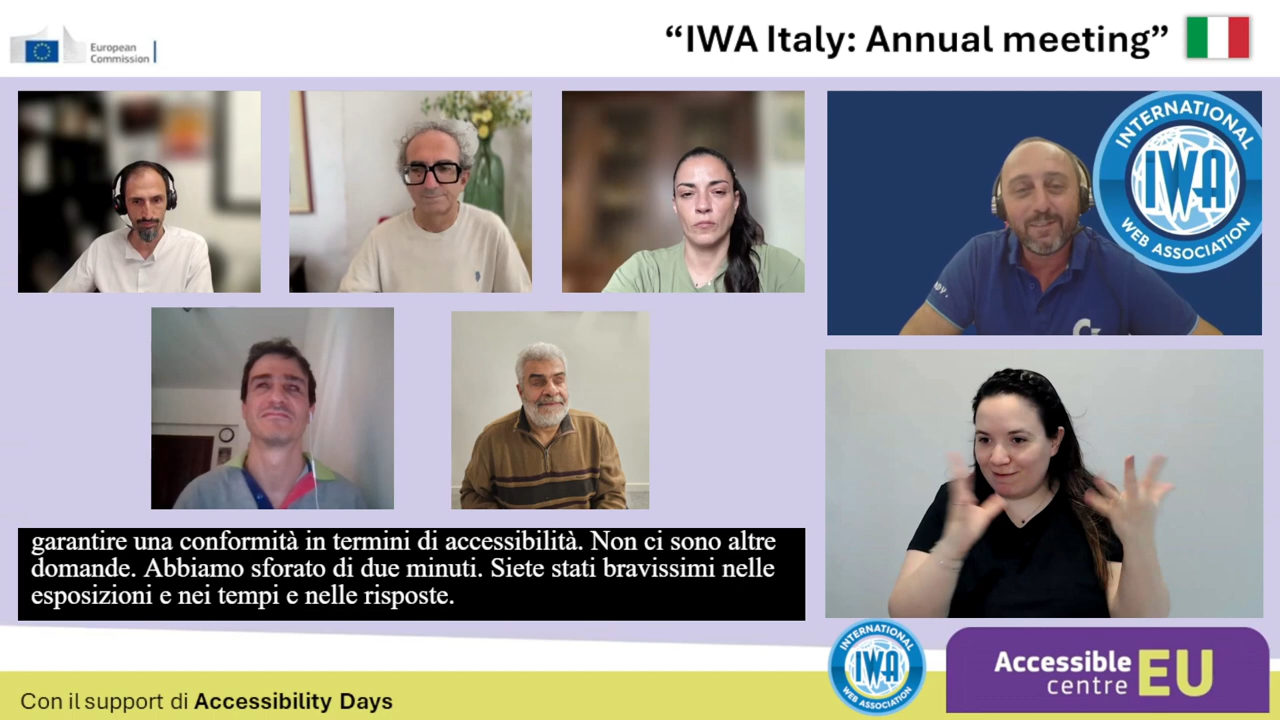 European
Commission
“IWA Italy: Annual meeting”
INTERNATIONAL
IWA
WEB ASSOCIATION
garantire una conformità in termini di accessibilità. Non ci sono altre
domande. Abbiamo sforato di due minuti. Siete stati bravissimi nelle
esposizioni e nei tempi e nelle risposte.
INTERNATIONAL
IWA
WEB ASSOCIATION
Accessible
centre
EU
Con il support di Accessibility Days